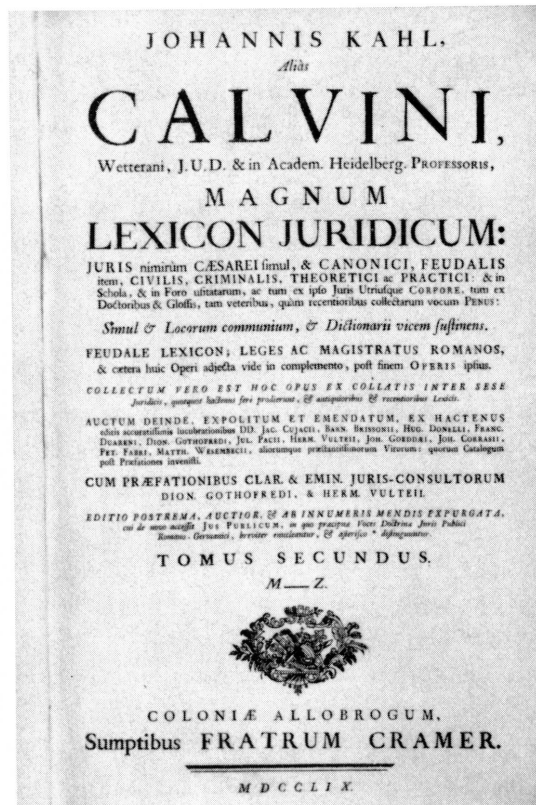 JOHANNIS KAHL,
Aliàs
CALVINI,
Wetterani, J.U.D. & in Academ. Heidelberg. PROFESSORIS,
MAGNUM
LEXICON JURIDICUM:
JURIS nimirùm CÆSAREI ſimul, & CANONICI, FEUDALIS
item, CIVILIS, CRIMINALIS, THEORETICI ac PRACTICI: & in
Schola, & in Foro uſitatarum, ac tum ex ipſo Juris Utriuſque CORPORE, tum ex
Doctoribus & Gloſſis, tam veteribus, quàm recentioribus collectarum vocum PENUS:
Simul & Locorum communium, & Dictionarii vicem ſuſtinens.
FEUDALE LEXICON; LEGES AC MAGISTRATUS ROMANOS,
& cætera huic Operi adjecta vide in complemento, poſt finem OPERIS ipſius.
COLLECTUM VERO EST HOC OPUS EX COLLATIS INTER SESE
Juridicis, quotquot hactenus ferè prodierunt, & antiquioribus & recentioribus Lexicis.
AUCTUM DEINDE, EXPOLITUM ET EMENDATUM, EX HACTENUS
editis accuratiſſimis lucubrationibus DD. JAC. CUJACII, BARN. BRISSONII, HUG. DONELLI, FRANC.
DUARENI, DION. GOTHOFREDI, JUL. PACII, HERM. VULTEII, JOH. GOEDDÆI, JOH. CORRASII,
PET. FABRI, MATTH. WESEMBECII, aliorumque præſtantiſſimorum Virorum: quorum Catalogum
poſt Præfationes inveniſti.
CUM PRÆFATIONIBUS CLAR. & EMIN. JURIS-CONSULTORUM
DION. GOTHOFREDI, & HERM. VULTEII.
EDITIO POSTREMA, AUCTIOR, & AB INNUMERIS MENDIS EXPURGATA,
cui de novo acceſſit JUS PUBLICUM, in quo præcipuæ Voces Doctrinæ Juris Publici
Romano-Germanici, breviter enucleantur, & aſteriſco * diſtinguuntur.
TOMUS SECUNDUS.
M—Z.
COLONIÆ ALLOBROGUM,
Sumptibus FRATRUM CRAMER.
MDCCLIX.